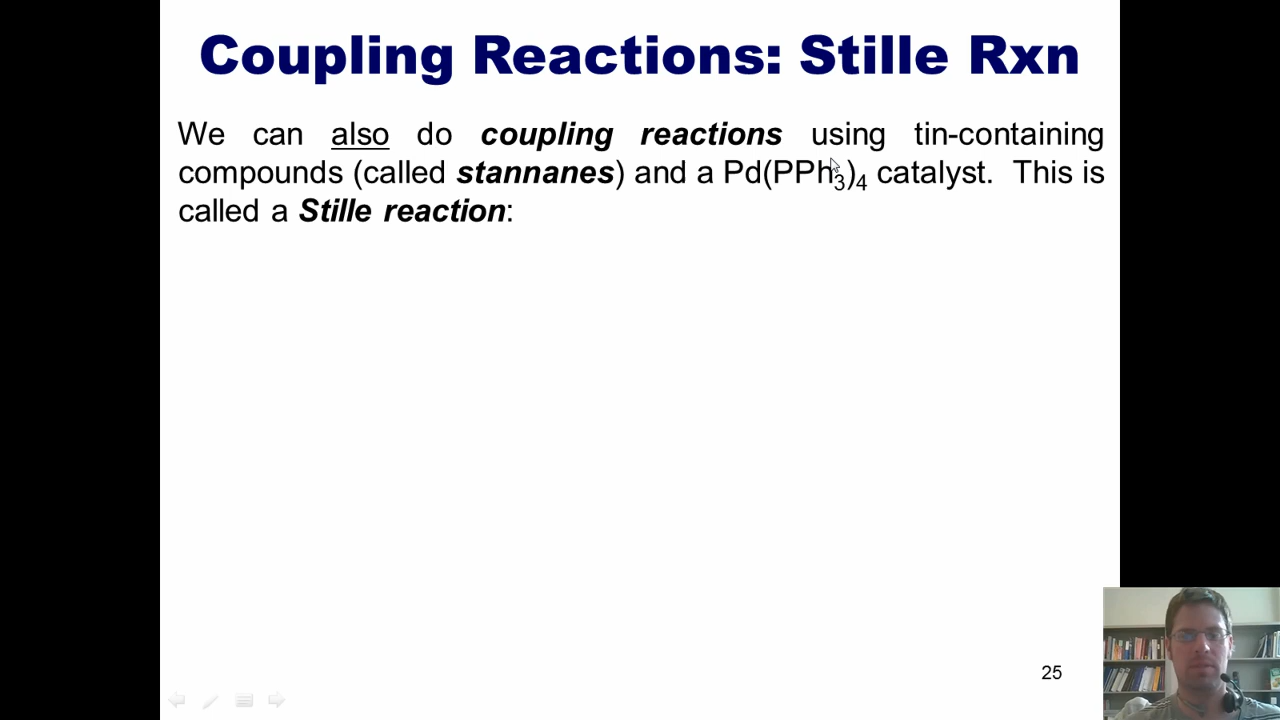 Coupling Reactions: Stille Rxn
We can also do coupling reactions using tin-containing
compounds (called stannanes) and a Pd(PPh₃)₄ catalyst. This is
called a Stille reaction:
25